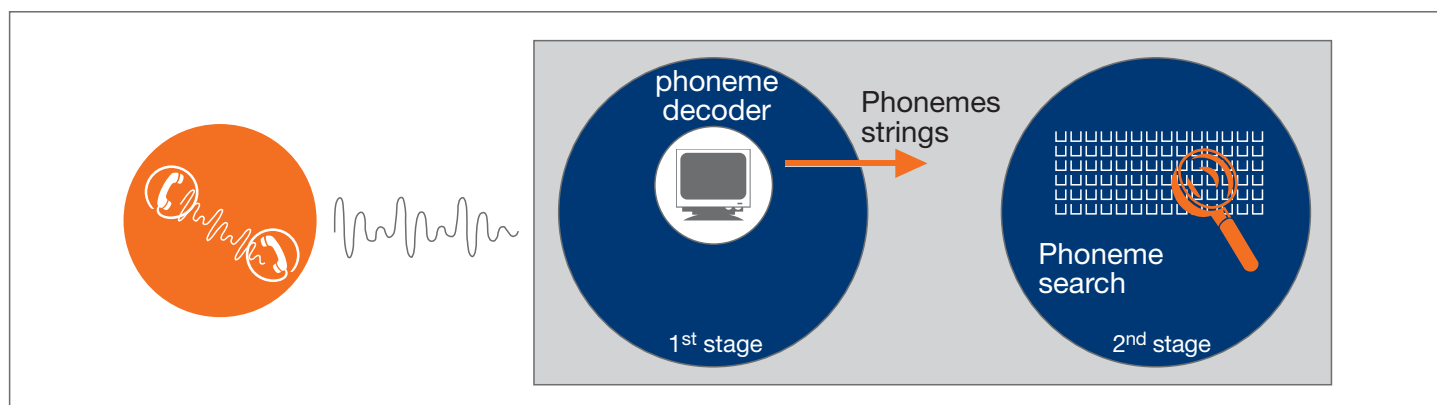 phoneme
decoder
Phonemes
strings
Phoneme
search
1st stage
2nd stage